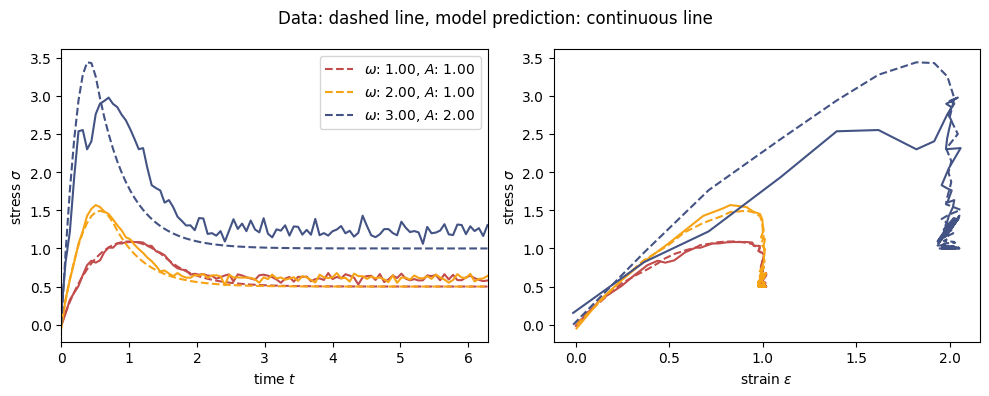 Data: dashed line, model prediction: continuous line
3.5
3.0
2.5
2.0
1.5
1.0
0.5
0.0
stress σ
0 1 2 3 4 5 6
time t
ω: 1.00, A: 1.00
ω: 2.00, A: 1.00
ω: 3.00, A: 2.00
3.5
3.0
2.5
2.0
1.5
1.0
0.5
0.0
stress σ
0.0 0.5 1.0 1.5 2.0
strain ε